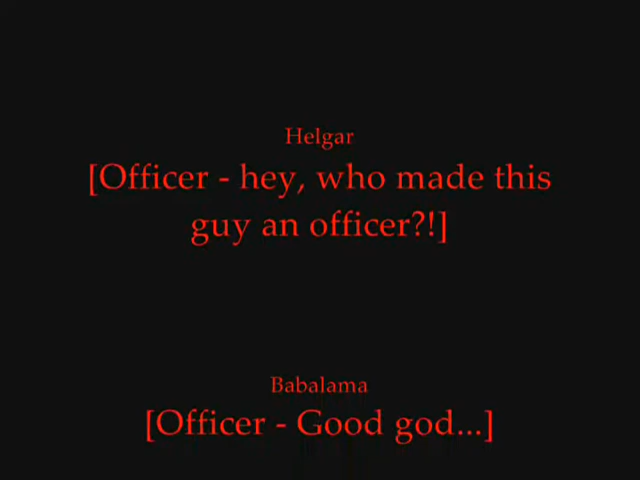 Helgar
[Officer - hey, who made this
guy an officer?!]
Babalama
[Officer - Good god...]